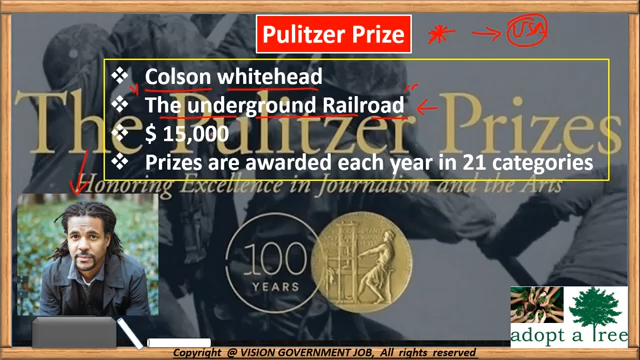 Pulitzer Prize
USA
❖ Colson whitehead
❖ The underground Railroad
❖ $ 15,000
❖ Prizes are awarded each year in 21 categories
The Pulitzer Prizes
Honoring Excellence in Journalism and the Arts
100
YEARS
adopt a Tree
Copyright @ VISION GOVERNMENT JOB, All rights reserved